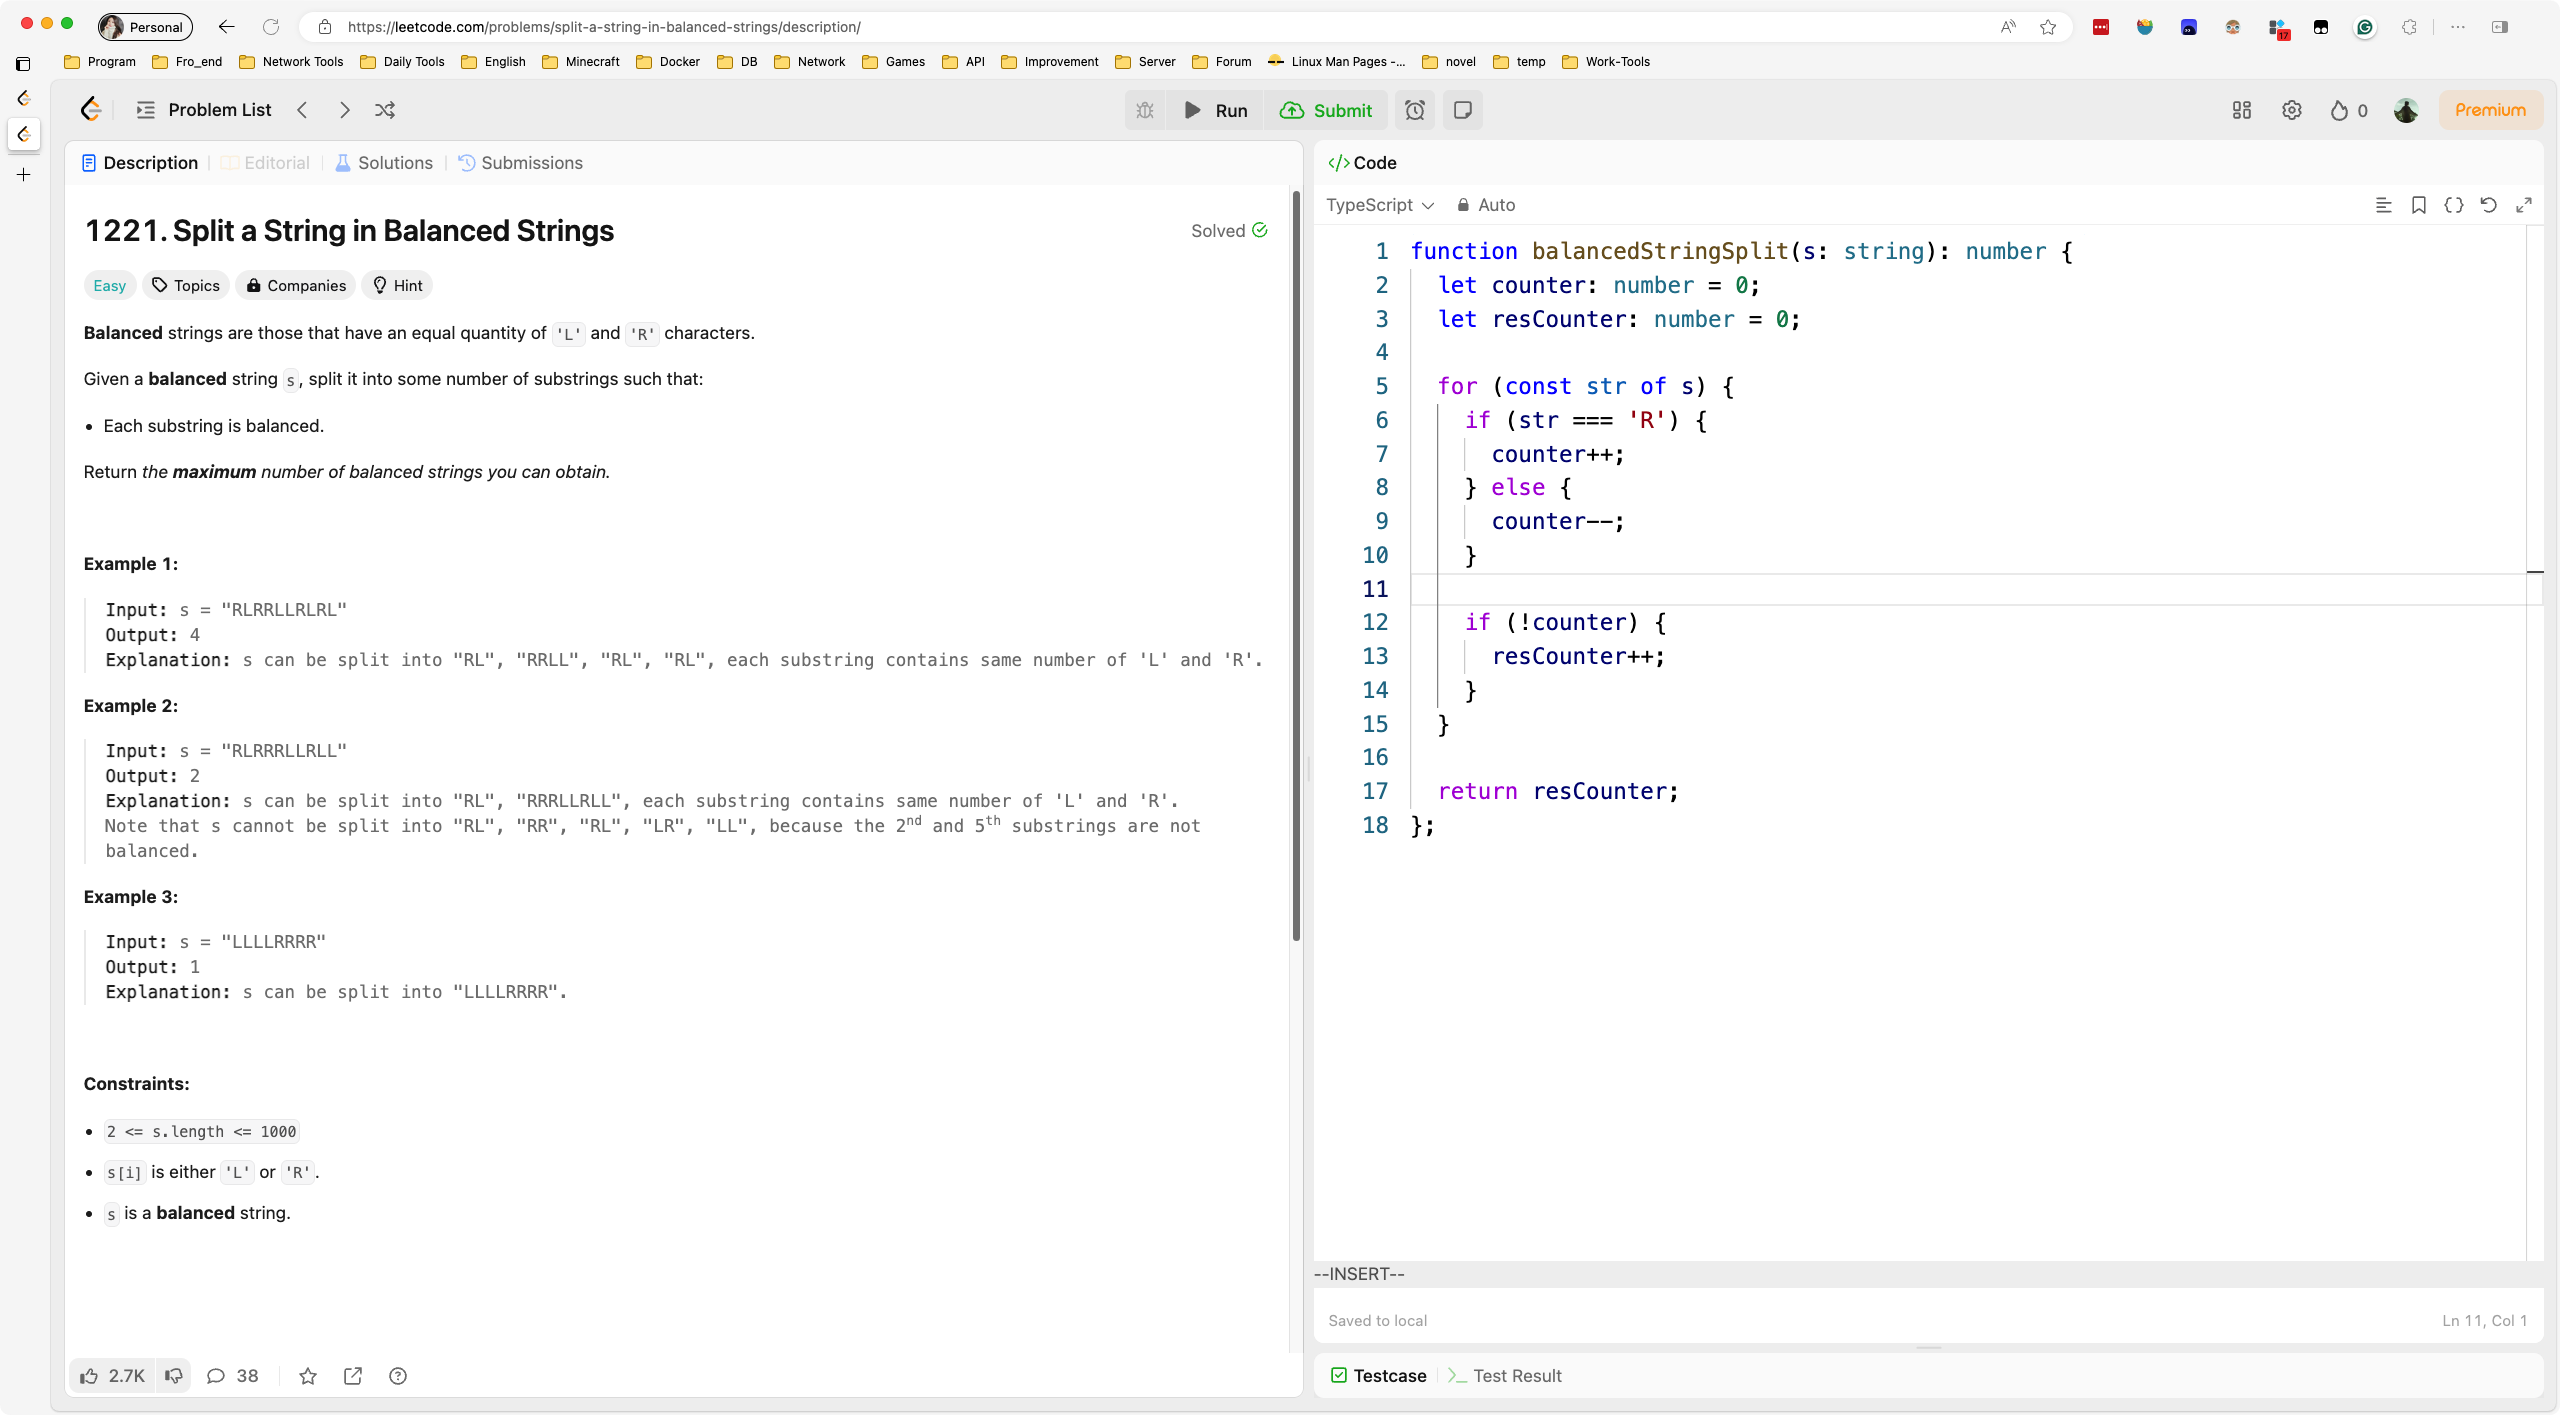 Personal
https://leetcode.com/problems/split-a-string-in-balanced-strings/description/
17
Program Fro_end Network Tools Daily Tools English Minecraft Docker DB Network Games API Improvement Server Forum Linux Man Pages -... novel temp Work-Tools
Problem List
Run Submit
0 Premium
Description Editorial Solutions Submissions
1221. Split a String in Balanced Strings
Solved
Easy Topics Companies Hint
Balanced strings are those that have an equal quantity of 'L' and 'R' characters.
Given a balanced string s, split it into some number of substrings such that:
• Each substring is balanced.
Return the maximum number of balanced strings you can obtain.
Example 1:
Input: s = "RLRRLLRLRL"
Output: 4
Explanation: s can be split into "RL", "RRLL", "RL", "RL", each substring contains same number of 'L' and 'R'.
Example 2:
Input: s = "RLRRRLLRLL"
Output: 2
Explanation: s can be split into "RL", "RRRLLRLL", each substring contains same number of 'L' and 'R'.
Note that s cannot be split into "RL", "RR", "RL", "LR", "LL", because the 2nd and 5th substrings are not
balanced.
Example 3:
Input: s = "LLLLRRRR"
Output: 1
Explanation: s can be split into "LLLLRRRR".
Constraints:
• 2 <= s.length <= 1000
• s[i] is either 'L' or 'R'.
• s is a balanced string.
2.7K 38
</> Code
TypeScript Auto
1 function balancedStringSplit(s: string): number {
2 let counter: number = 0;
3 let resCounter: number = 0;
4
5 for (const str of s) {
6 if (str === 'R') {
7 counter++;
8 } else {
9 counter--;
10 }
11
12 if (!counter) {
13 resCounter++;
14 }
15 }
16
17 return resCounter;
18 };
--INSERT--
Saved to local
Ln 11, Col 1
Testcase Test Result